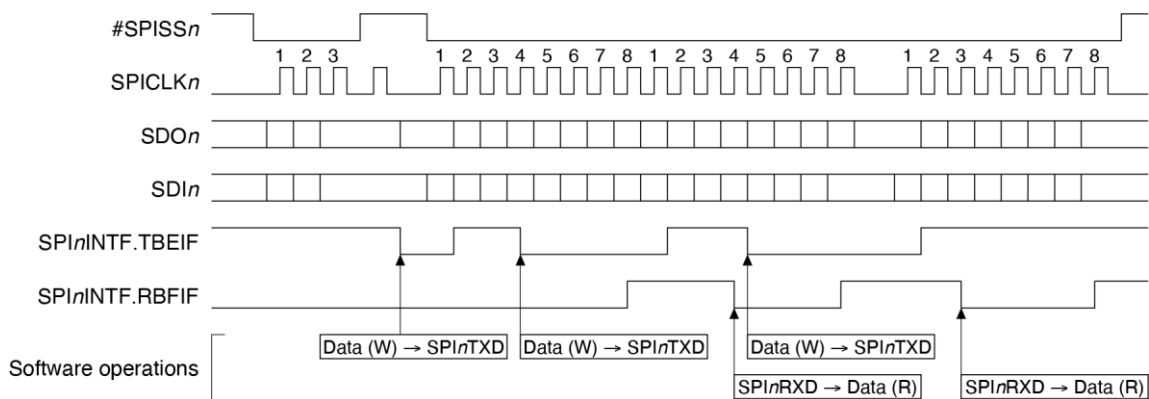 #SPISSn
1 2 3 1 2 3 4 5 6 7 8 1 2 3 4 5 6 7 8 1 2 3 4 5 6 7 8
SPICLKn
SDOn
SDIn
SPInINTF.TBEIF
SPInINTF.RBFIF
Data (W) → SPInTXD Data (W) → SPInTXD Data (W) → SPInTXD
Software operations
SPInRXD → Data (R) SPInRXD → Data (R)